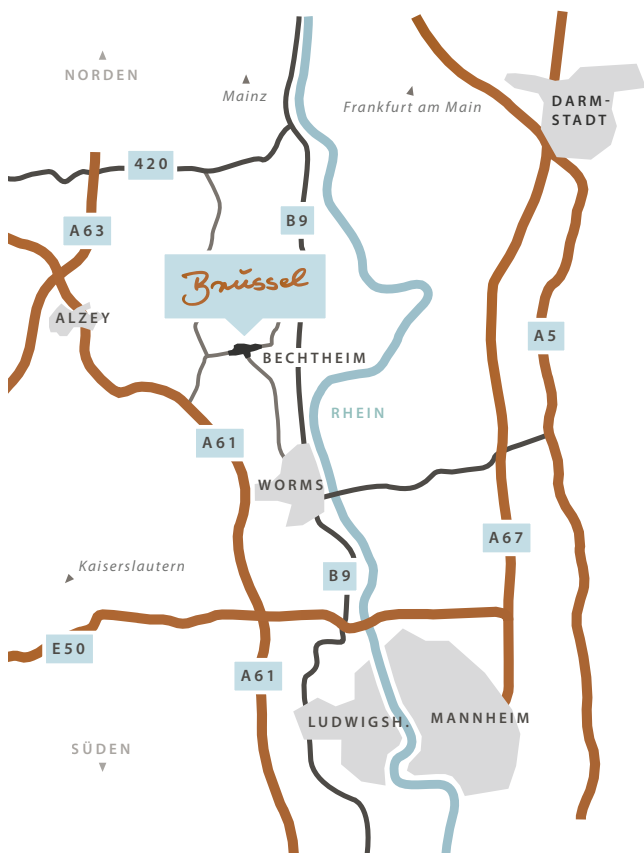 NORDEN
Mainz
Frankfurt am Main
DARM-
STADT
420
A63
B9
Brüssel
ALZEY
BECHTHEIM
A5
RHEIN
A61
WORMS
A67
Kaiserslautern
B9
E50
A61
LUDWIGSH.
MANNHEIM
SÜDEN